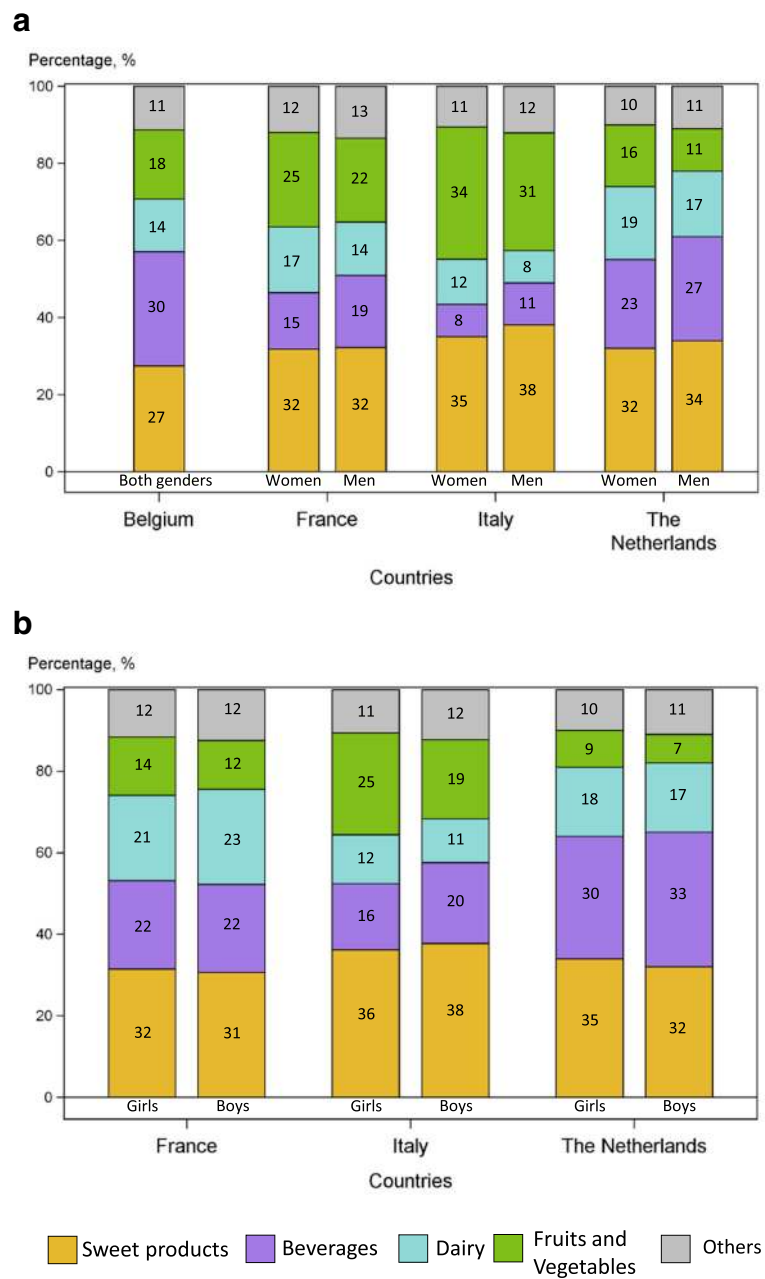 a
Percentage, %
100
80
60
40
20
0
11 12 13 11 12 10 11
18 25 22 34 31 16 11
14 17 14 12 8 19 17
30 15 19 8 11 23 27
27 32 32 35 38 32 34
Both genders Women Men Women Men Women Men
Belgium France Italy The
Netherlands
Countries
b
Percentage, %
100
80
60
40
20
0
12 12 11 12 10 11
14 12 25 19 9 7
21 23 12 11 18 17
22 22 16 20 30 33
32 31 36 38 35 32
Girls Boys Girls Boys Girls Boys
France Italy The Netherlands
Countries
Sweet products Beverages Dairy Fruits and
Vegetables Others